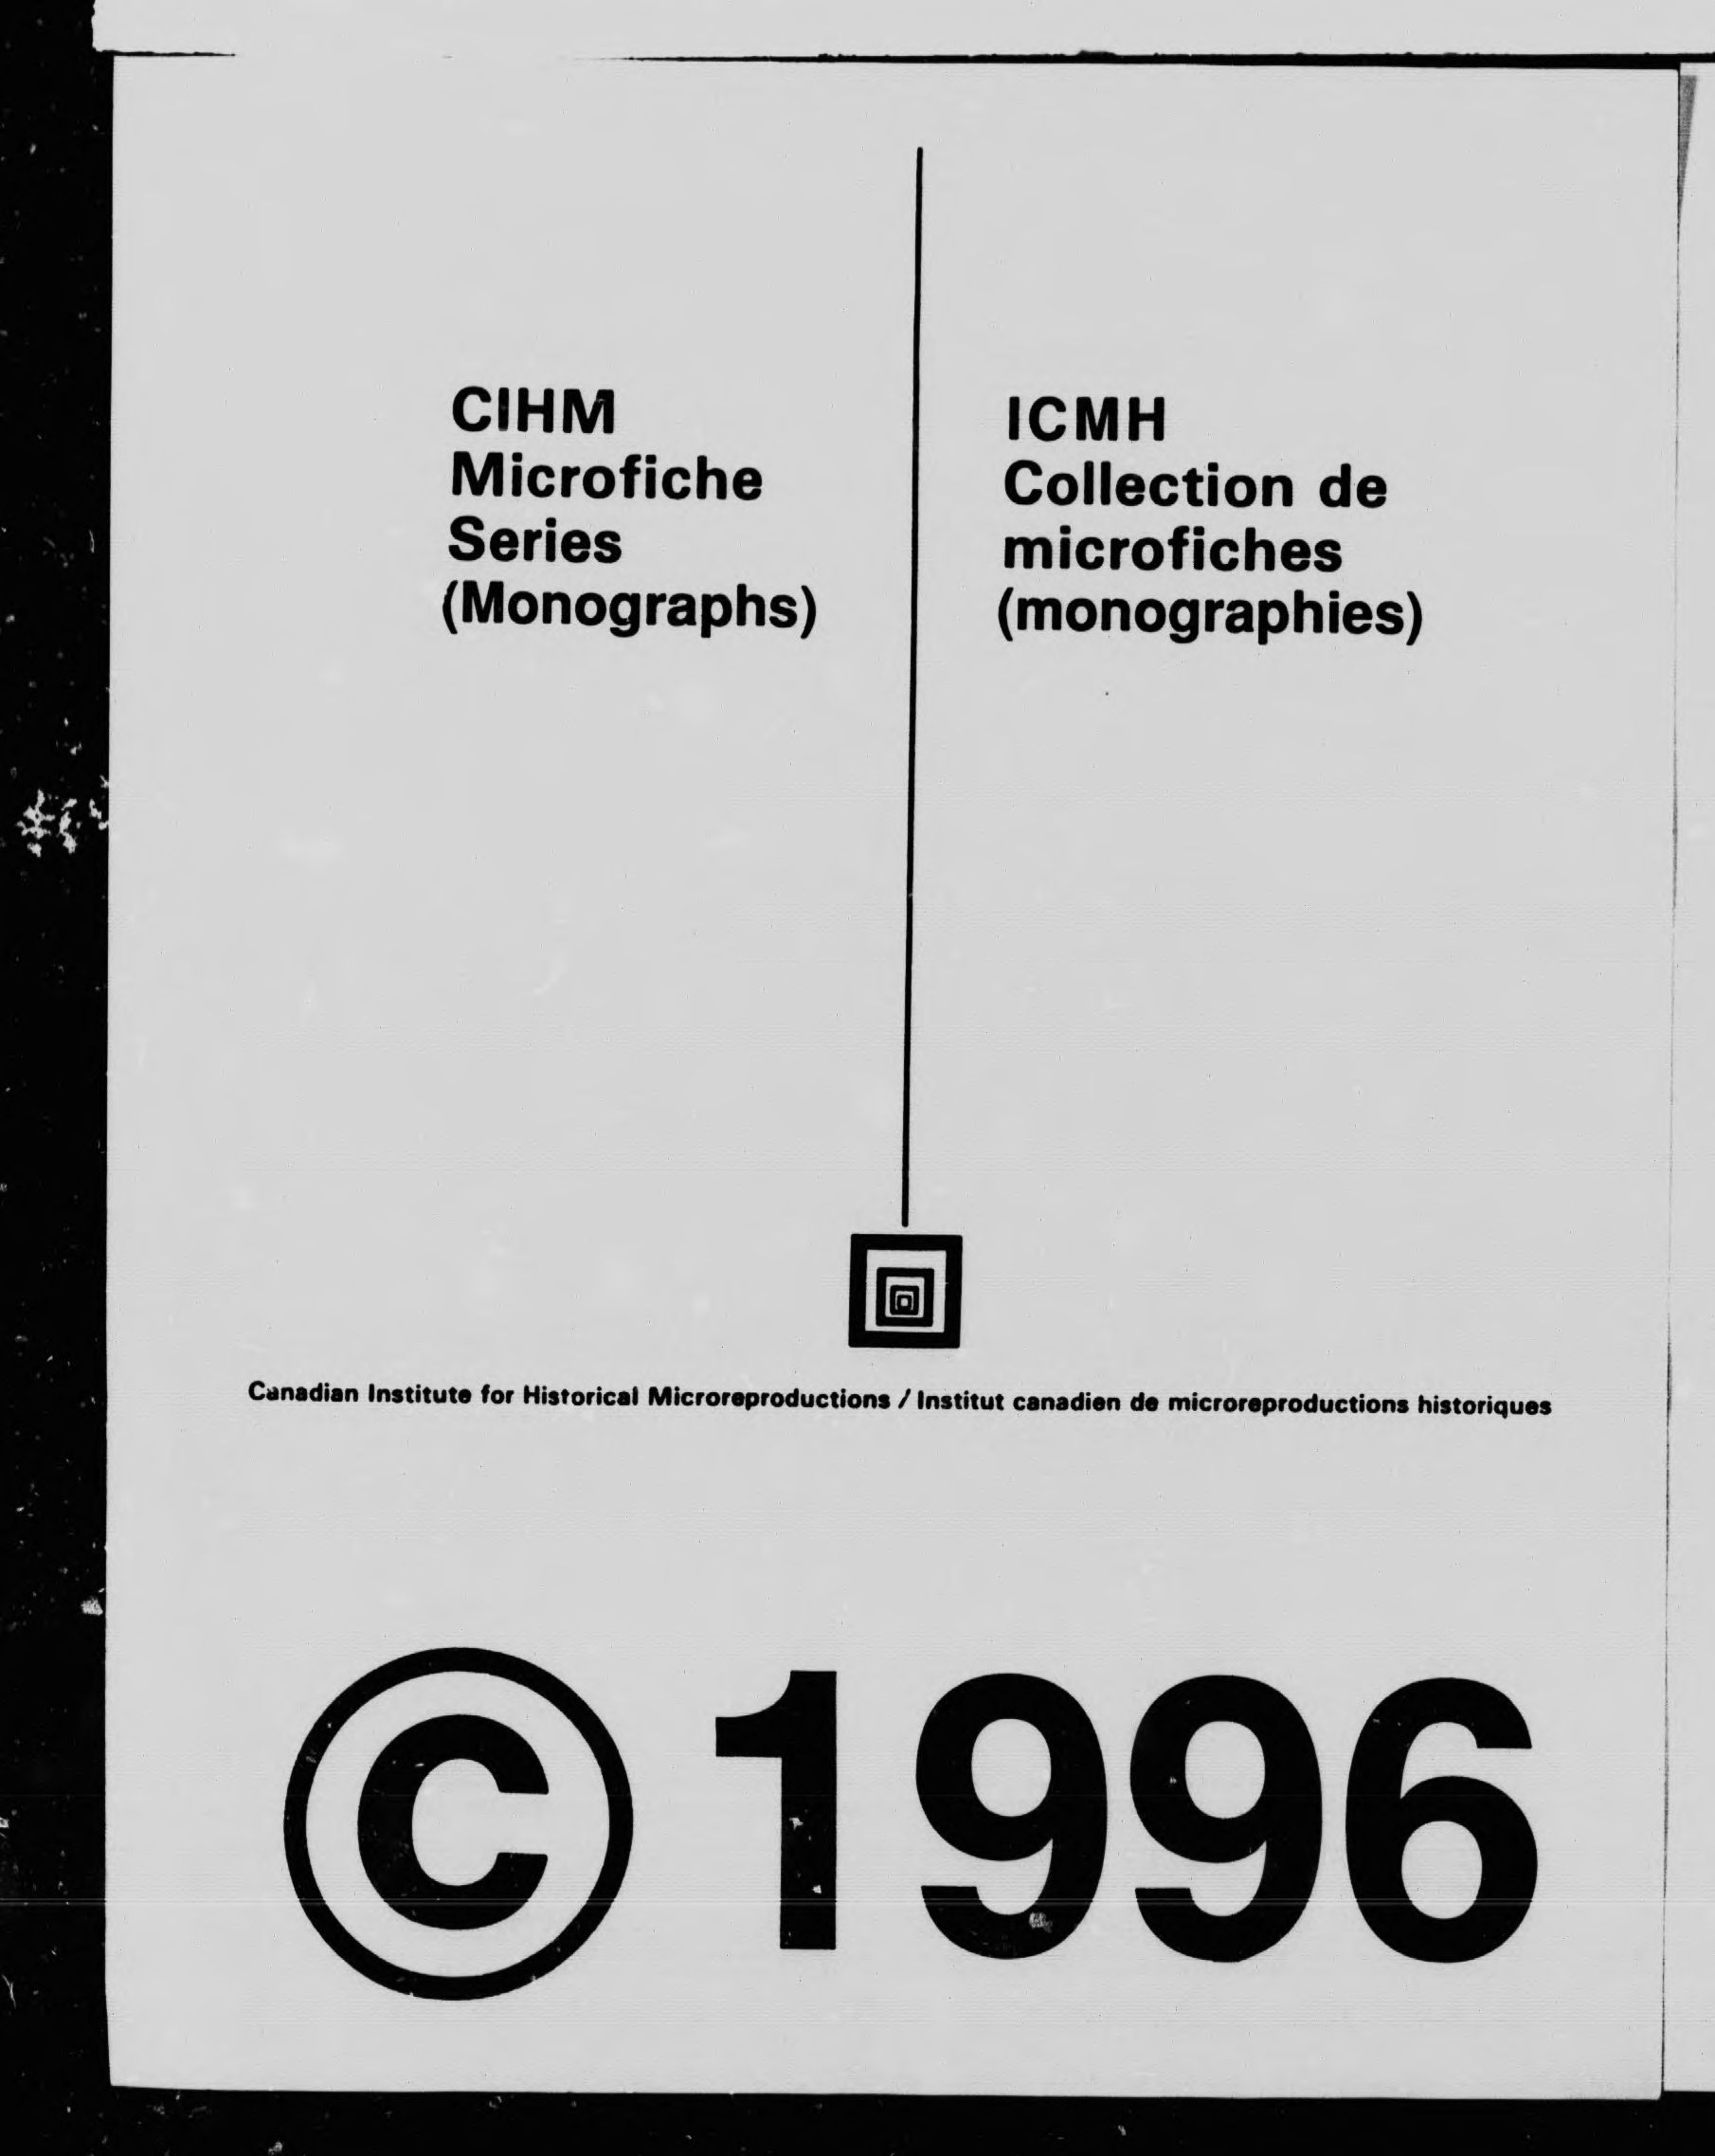 CIHM
Microfiche
Series
(Monographs)
ICMH
Collection de
microfiches
(monographies)
Canadian Institute for Historical Microreproductions / Institut canadien de microreproductions historiques
© 1996